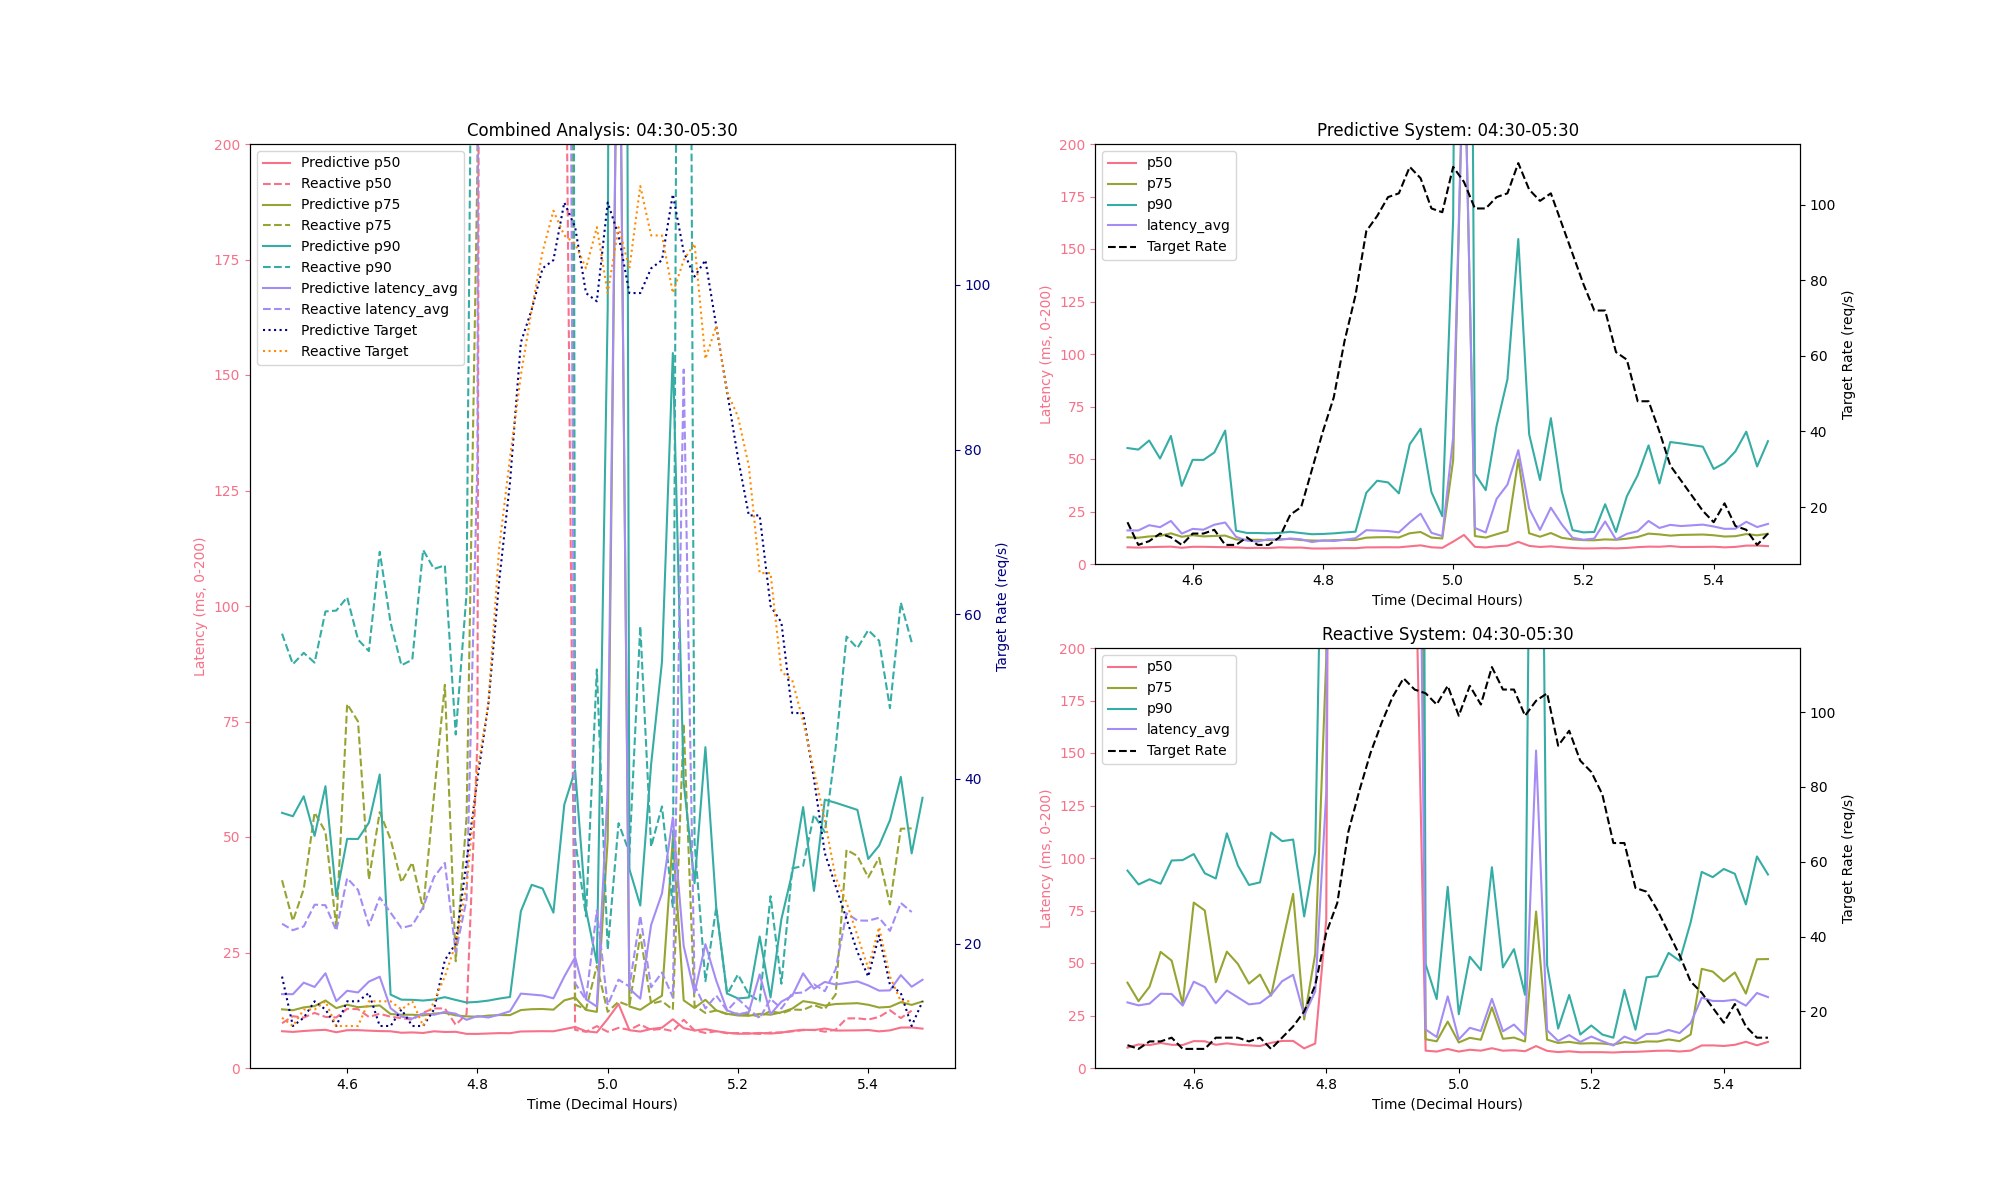 Combined Analysis: 04:30-05:30
200
175
150
125
100
75
50
25
0
Latency (ms, 0-200)
Predictive p50
Reactive p50
Predictive p75
Reactive p75
Predictive p90
Reactive p90
Predictive latency_avg
Reactive latency_avg
Predictive Target
Reactive Target
100
80
60
40
20
Target Rate (req/s)
4.6 4.8 5.0 5.2 5.4
Time (Decimal Hours)
Predictive System: 04:30-05:30
200
175
150
125
100
75
50
25
0
Latency (ms, 0-200)
p50
p75
p90
latency_avg
Target Rate
100
80
60
40
20
Target Rate (req/s)
4.6 4.8 5.0 5.2 5.4
Time (Decimal Hours)
Reactive System: 04:30-05:30
200
175
150
125
100
75
50
25
0
Latency (ms, 0-200)
p50
p75
p90
latency_avg
Target Rate
100
80
60
40
20
Target Rate (req/s)
4.6 4.8 5.0 5.2 5.4
Time (Decimal Hours)